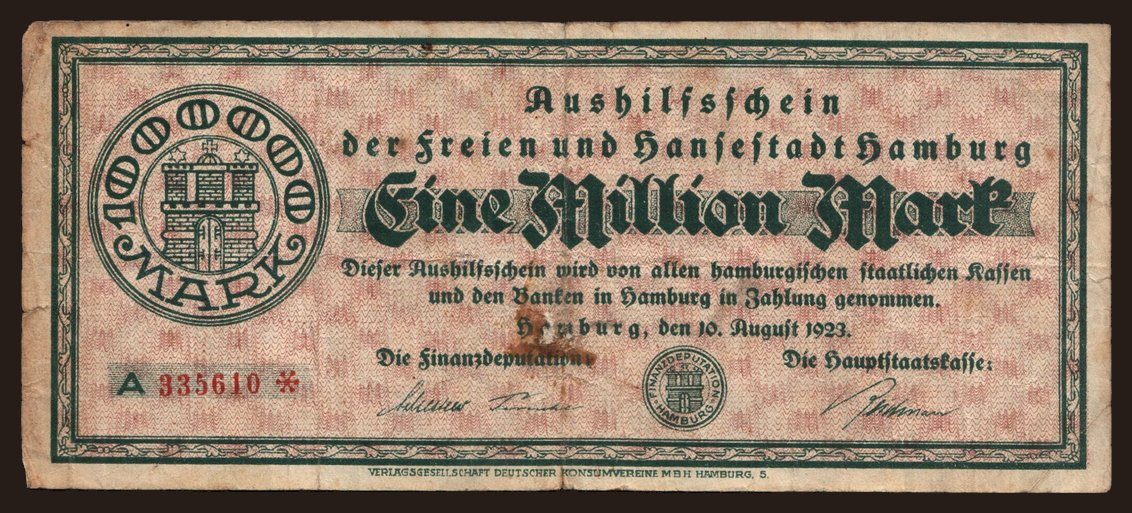 1000000
MARK
Aushilfsschein
der Freien und Hansestadt Hamburg
Eine Million Mark
Dieser Aushilfsschein wird von allen hamburgischen staatlichen Kassen
und den Banken in Hamburg in Zahlung genommen.
Hamburg, den 10. August 1923.
Die Finanzdeputation:
Die Hauptstaatskasse:
A 335610 *
FINANZDEPUTATION
HAMBURG
VERLAGSGESELLSCHAFT DEUTSCHER KONSUMVEREINE M B H HAMBURG, 5.